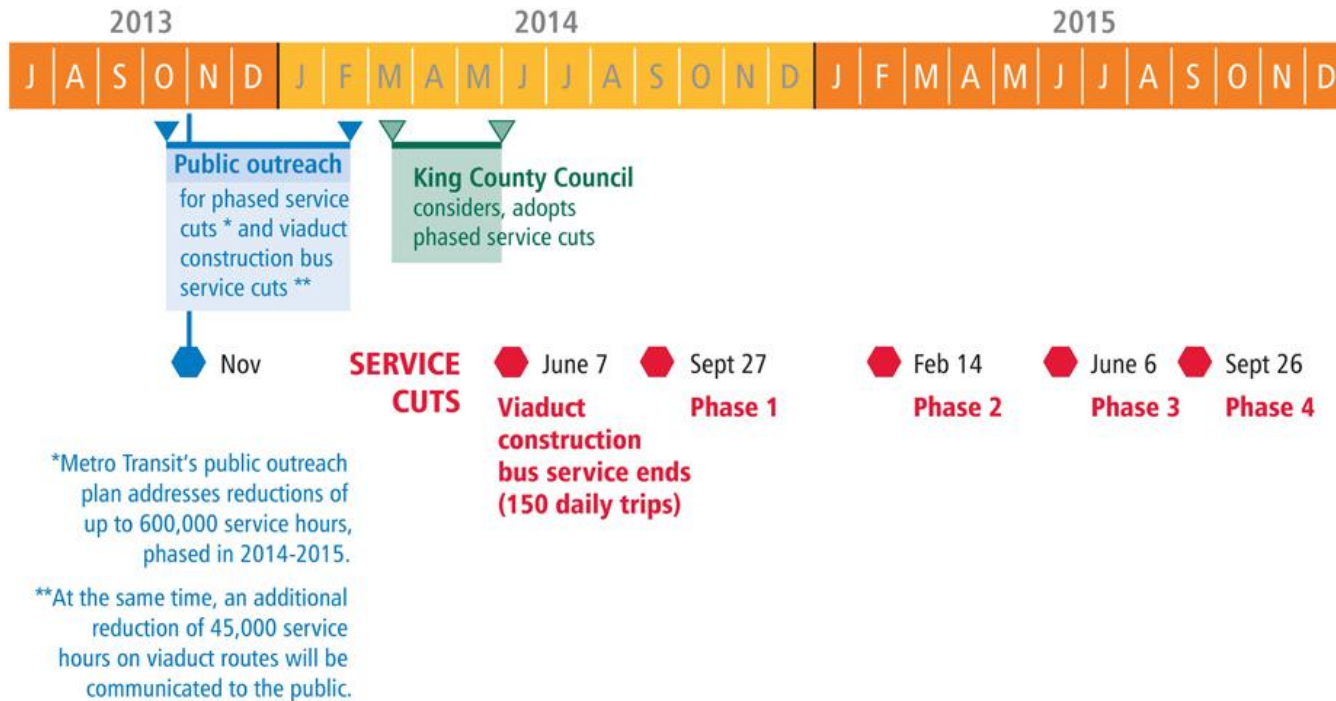 2013 2014 2015
J A S O N D J F M A M J J A S O N D J F M A M J J A S O N D
Public outreach
for phased service
cuts * and viaduct
construction bus
service cuts **
King County Council
considers, adopts
phased service cuts
Nov
SERVICE
CUTS
June 7
Viaduct
construction
bus service ends
(150 daily trips)
Sept 27
Phase 1
Feb 14
Phase 2
June 6
Phase 3
Sept 26
Phase 4
*Metro Transit's public outreach
plan addresses reductions of
up to 600,000 service hours,
phased in 2014-2015.
**At the same time, an additional
reduction of 45,000 service
hours on viaduct routes will be
communicated to the public.